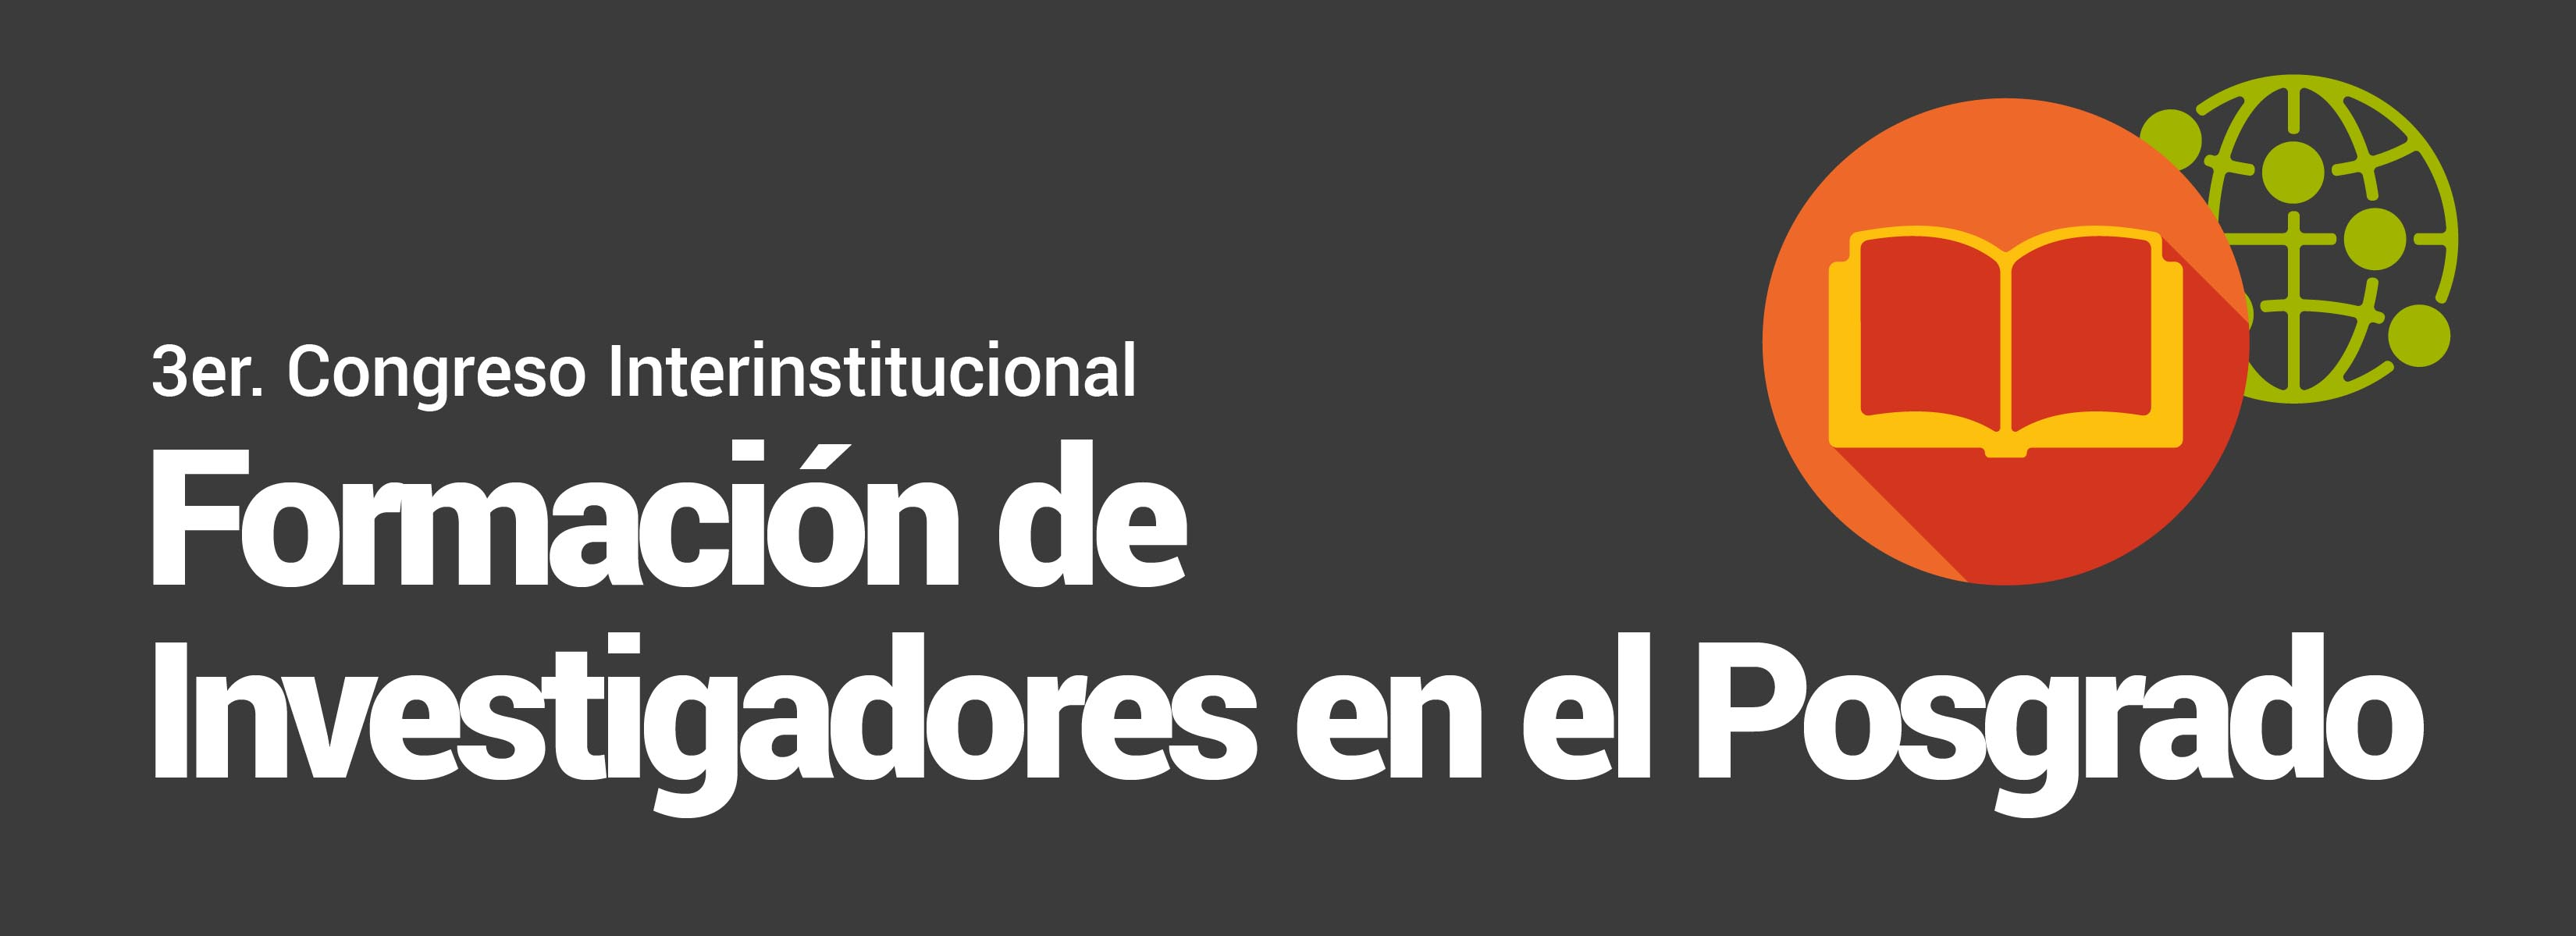 3er. Congreso Interinstitucional
Formación de
Investigadores en el Posgrado